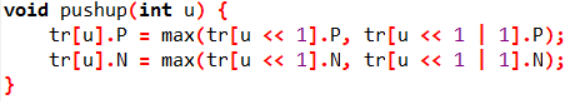 void pushup(int u) {
    tr[u].P = max(tr[u << 1].P, tr[u << 1 | 1].P);
    tr[u].N = max(tr[u << 1].N, tr[u << 1 | 1].N);
}